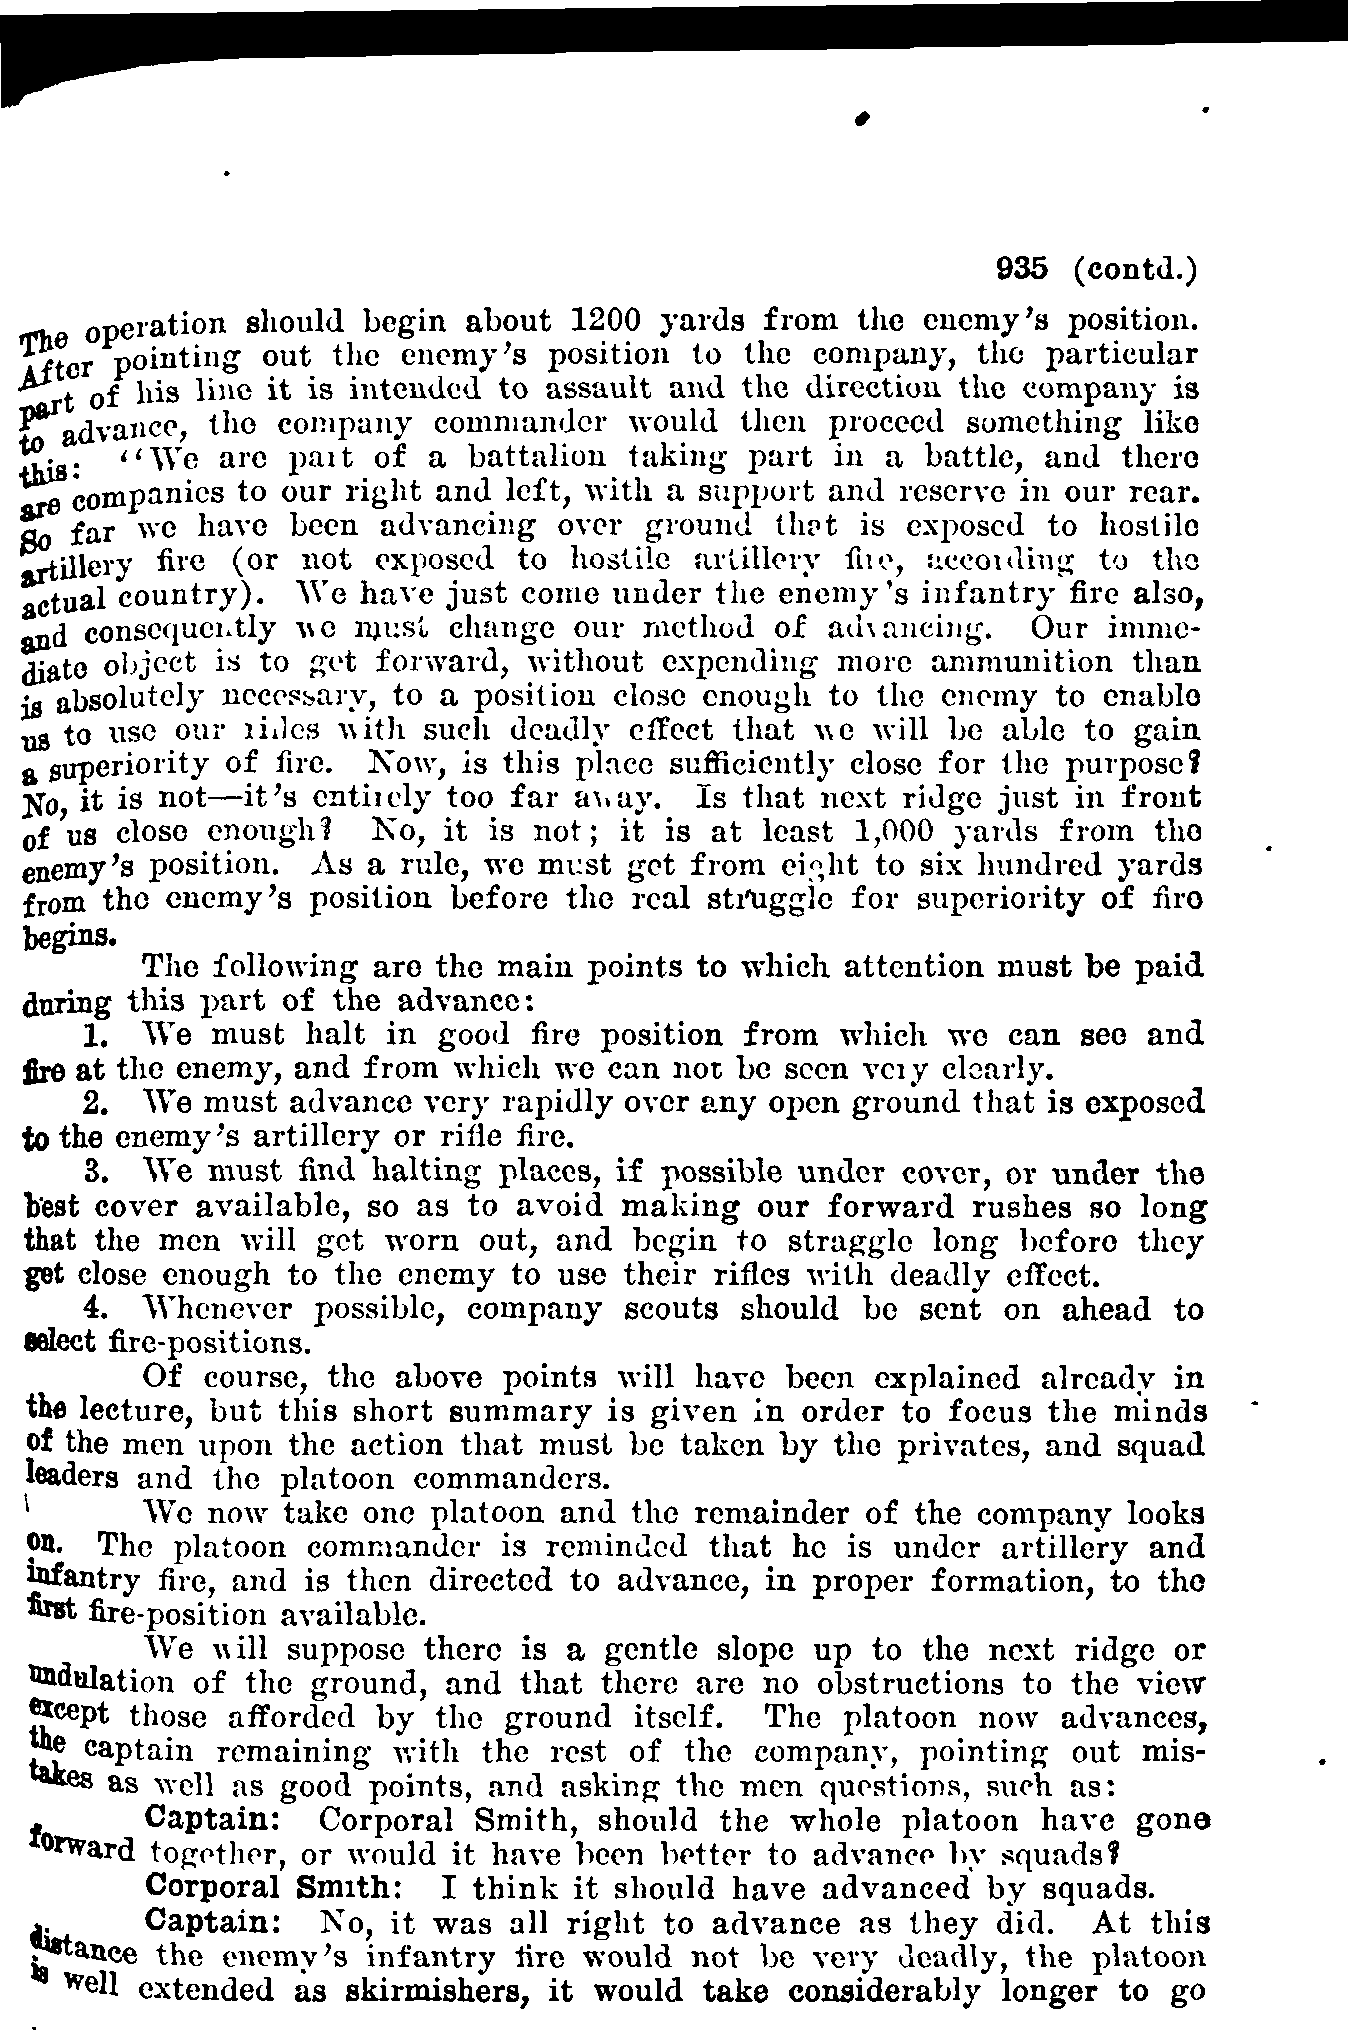 935 (contd.)
The operation should begin about 1200 yards from the enemy's position.
After pointing out the enemy's position to the company, the particular
part of his line it is intended to assault and the direction the company is
to advance, the company commander would then proceed something like
this: "We are part of a battalion taking part in a battle, and there
are companies to our right and left, with a support and reserve in our rear.
So far we have been advancing over ground that is exposed to hostile
artillery fire (or not exposed to hostile artillery fire, according to the
actual country). We have just come under the enemy's infantry fire also,
and consequently we must change our method of advancing. Our imme-
diate object is to get forward, without expending more ammunition than
is absolutely necessary, to a position close enough to the enemy to enable
us to use our rifles with such deadly effect that we will be able to gain
a superiority of fire. Now, is this place sufficiently close for the purpose?
No, it is not—it's entirely too far away. Is that next ridge just in front
of us close enough? No, it is not; it is at least 1,000 yards from the
enemy's position. As a rule, we must get from eight to six hundred yards
from the enemy's position before the real struggle for superiority of fire
begins.
The following are the main points to which attention must be paid
during this part of the advance:
1. We must halt in good fire position from which we can see and
fire at the enemy, and from which we can not be seen very clearly.
2. We must advance very rapidly over any open ground that is exposed
to the enemy's artillery or rifle fire.
3. We must find halting places, if possible under cover, or under the
best cover available, so as to avoid making our forward rushes so long
that the men will get worn out, and begin to straggle long before they
get close enough to the enemy to use their rifles with deadly effect.
4. Whenever possible, company scouts should be sent on ahead to
select fire-positions.
Of course, the above points will have been explained already in
the lecture, but this short summary is given in order to focus the minds
of the men upon the action that must be taken by the privates, and squad
leaders and the platoon commanders.
We now take one platoon and the remainder of the company looks
on. The platoon commander is reminded that he is under artillery and
infantry fire, and is then directed to advance, in proper formation, to the
first fire-position available.
We will suppose there is a gentle slope up to the next ridge or
undulation of the ground, and that there are no obstructions to the view
except those afforded by the ground itself. The platoon now advances,
the captain remaining with the rest of the company, pointing out mis-
takes as well as good points, and asking the men questions, such as:
Captain: Corporal Smith, should the whole platoon have gone
forward together, or would it have been better to advance by squads?
Corporal Smith: I think it should have advanced by squads.
Captain: No, it was all right to advance as they did. At this
distance the enemy's infantry fire would not be very deadly, the platoon
is well extended as skirmishers, it would take considerably longer to go